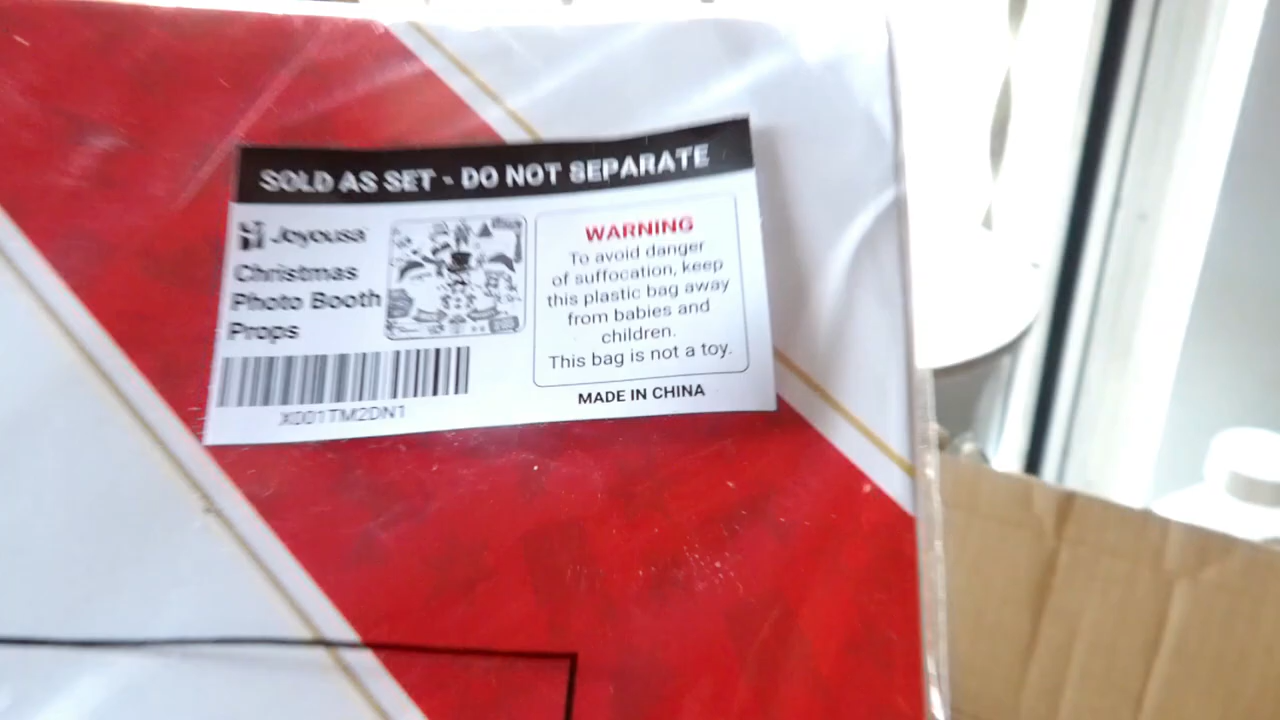 SOLD AS SET - DO NOT SEPARATE
Joyousa
Christmas
Photo Booth
Props
X001TM2DN1
WARNING
To avoid danger
of suffocation, keep
this plastic bag away
from babies and
children.
This bag is not a toy.
MADE IN CHINA